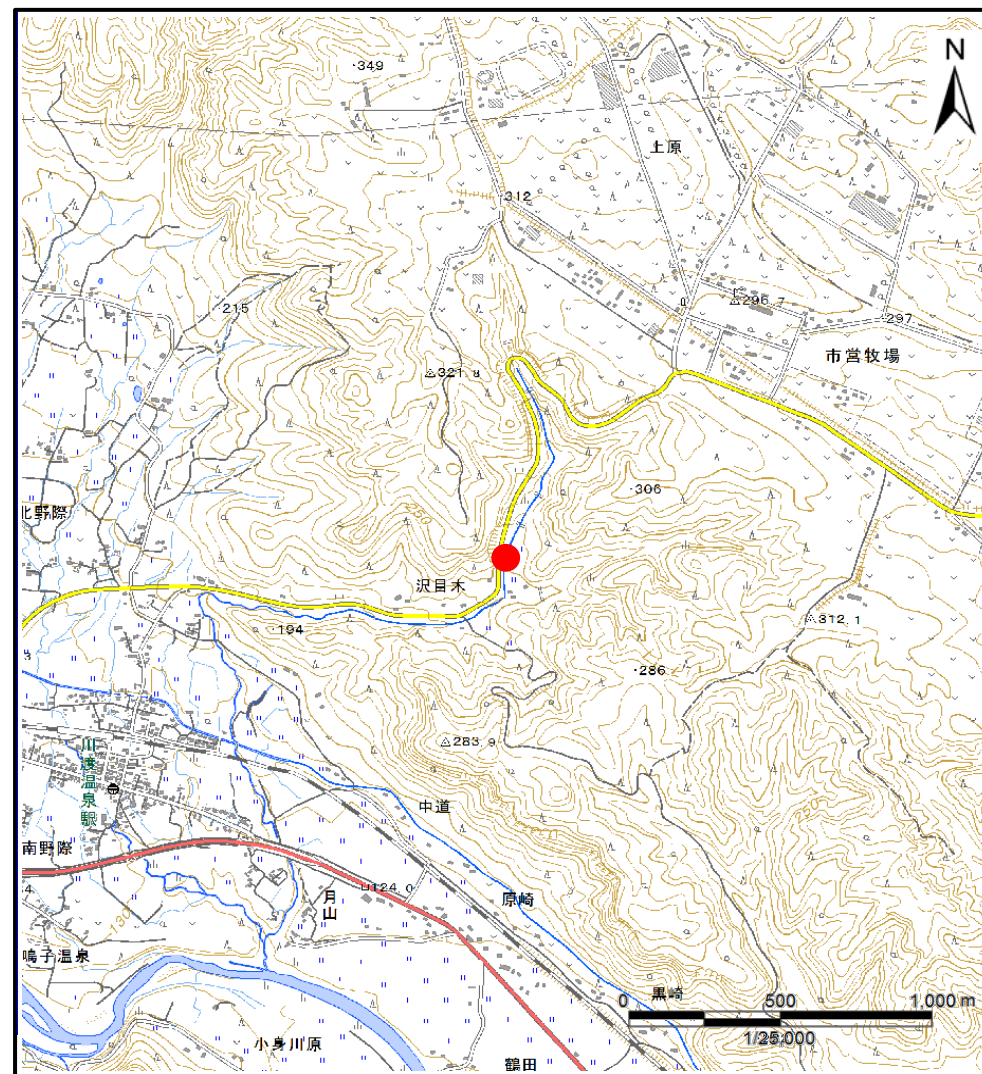 349
N
上原
312
296.7
215
297
市営牧場
321.8
306
北野際
沢目木
312.1
194
286
283.9
川渡温泉駅
中道
南野際
124.0
月山
原崎
鳴子温泉
黒崎
0 500 1,000 m
1/25,000
小身川原
鶴田